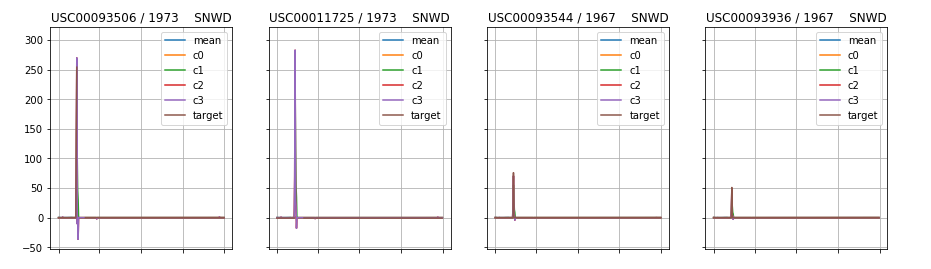 USC00093506 / 1973 SNWD
USC00011725 / 1973 SNWD
USC00093544 / 1967 SNWD
USC00093936 / 1967 SNWD
300
250
200
150
100
50
0
−50
mean
c0
c1
c2
c3
target
mean
c0
c1
c2
c3
target
mean
c0
c1
c2
c3
target
mean
c0
c1
c2
c3
target